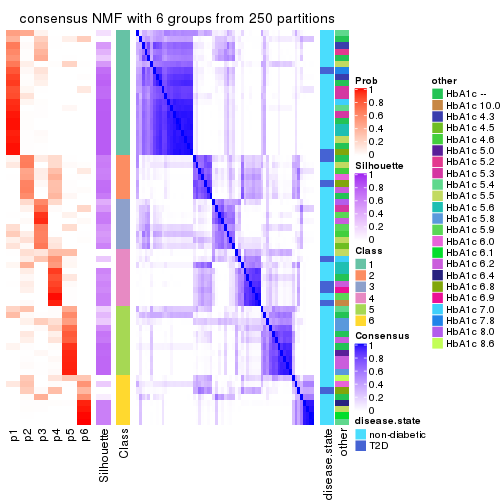 consensus NMF with 6 groups from 250 partitions
Prob
1
0.8
0.6
0.4
0.2
0
Silhouette
1
0.8
0.6
0.4
0.2
0
Class
1
2
3
4
5
6
Consensus
1
0.8
0.6
0.4
0.2
0
disease.state
non-diabetic
T2D
other
HbA1c --
HbA1c 10.0
HbA1c 4.3
HbA1c 4.5
HbA1c 4.6
HbA1c 5.0
HbA1c 5.2
HbA1c 5.3
HbA1c 5.4
HbA1c 5.5
HbA1c 5.6
HbA1c 5.8
HbA1c 5.9
HbA1c 6.0
HbA1c 6.1
HbA1c 6.2
HbA1c 6.4
HbA1c 6.8
HbA1c 6.9
HbA1c 7.0
HbA1c 7.8
HbA1c 8.0
HbA1c 8.6
p1
p2
p3
p4
p5
p6
Silhouette
Class
disease.state
other